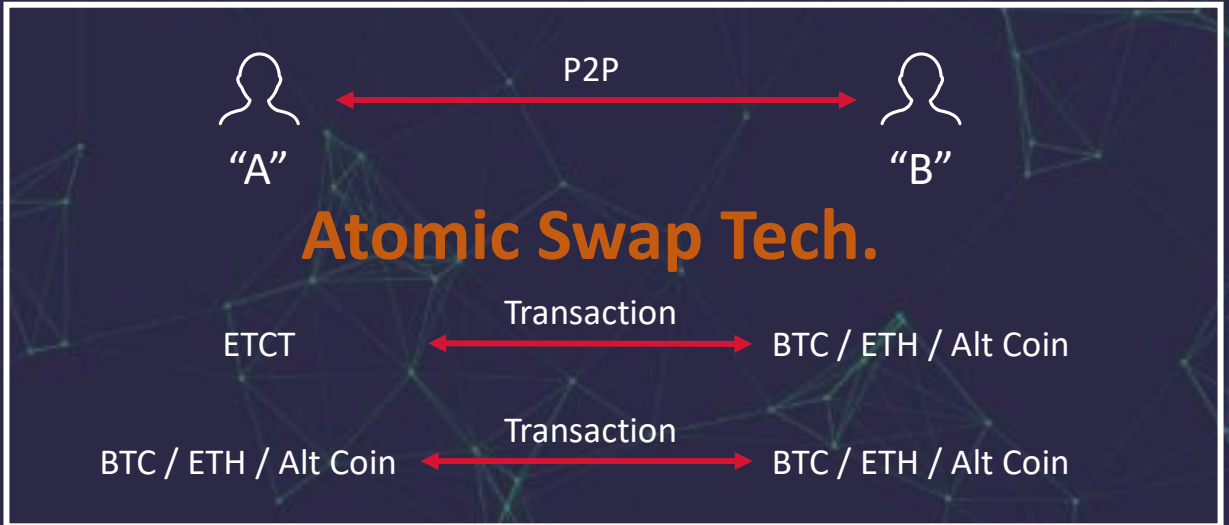 P2P
“A”
“B”
Atomic Swap Tech.
Transaction
ETCT
BTC / ETH / Alt Coin
Transaction
BTC / ETH / Alt Coin
BTC / ETH / Alt Coin